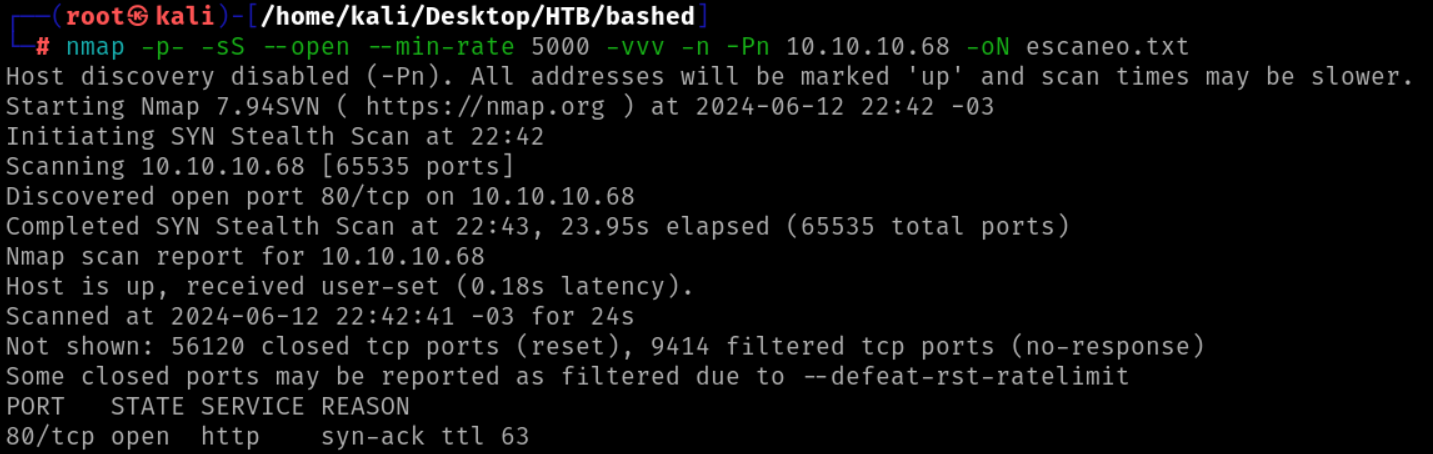 ┌──(root㉿kali)-[/home/kali/Desktop/HTB/bashed]
└─# nmap -p- -sS --open --min-rate 5000 -vvv -n -Pn 10.10.10.68 -oN escaneo.txt
Host discovery disabled (-Pn). All addresses will be marked 'up' and scan times may be slower.
Starting Nmap 7.94SVN ( https://nmap.org ) at 2024-06-12 22:42 -03
Initiating SYN Stealth Scan at 22:42
Scanning 10.10.10.68 [65535 ports]
Discovered open port 80/tcp on 10.10.10.68
Completed SYN Stealth Scan at 22:43, 23.95s elapsed (65535 total ports)
Nmap scan report for 10.10.10.68
Host is up, received user-set (0.18s latency).
Scanned at 2024-06-12 22:42:41 -03 for 24s
Not shown: 56120 closed tcp ports (reset), 9414 filtered tcp ports (no-response)
Some closed ports may be reported as filtered due to --defeat-rst-ratelimit
PORT   STATE SERVICE REASON
80/tcp open  http    syn-ack ttl 63